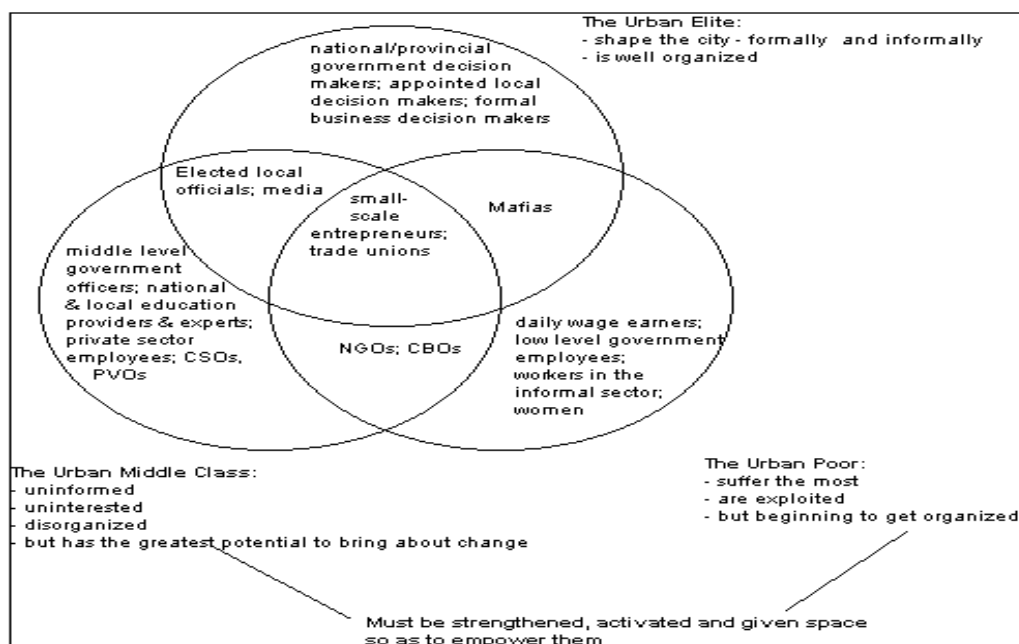 The Urban Elite:
- shape the city - formally and informally
- is well organized
national/provincial
government decision
makers; appointed local
decision makers; formal
business decision makers
Elected local
officials; media
small-
scale
entrepreneurs;
trade unions
Mafias
middle level
government
officers; national
& local education
providers & experts;
private sector
employees; CSOs,
PVOs
NGOs; CBOs
daily wage earners;
low level government
employees;
workers in the
informal sector;
women
The Urban Middle Class:
- uninformed
- uninterested
- disorganized
- but has the greatest potential to bring about change
The Urban Poor:
- suffer the most
- are exploited
- but beginning to get organized
Must be strengthened, activated and given space
so as to empower them